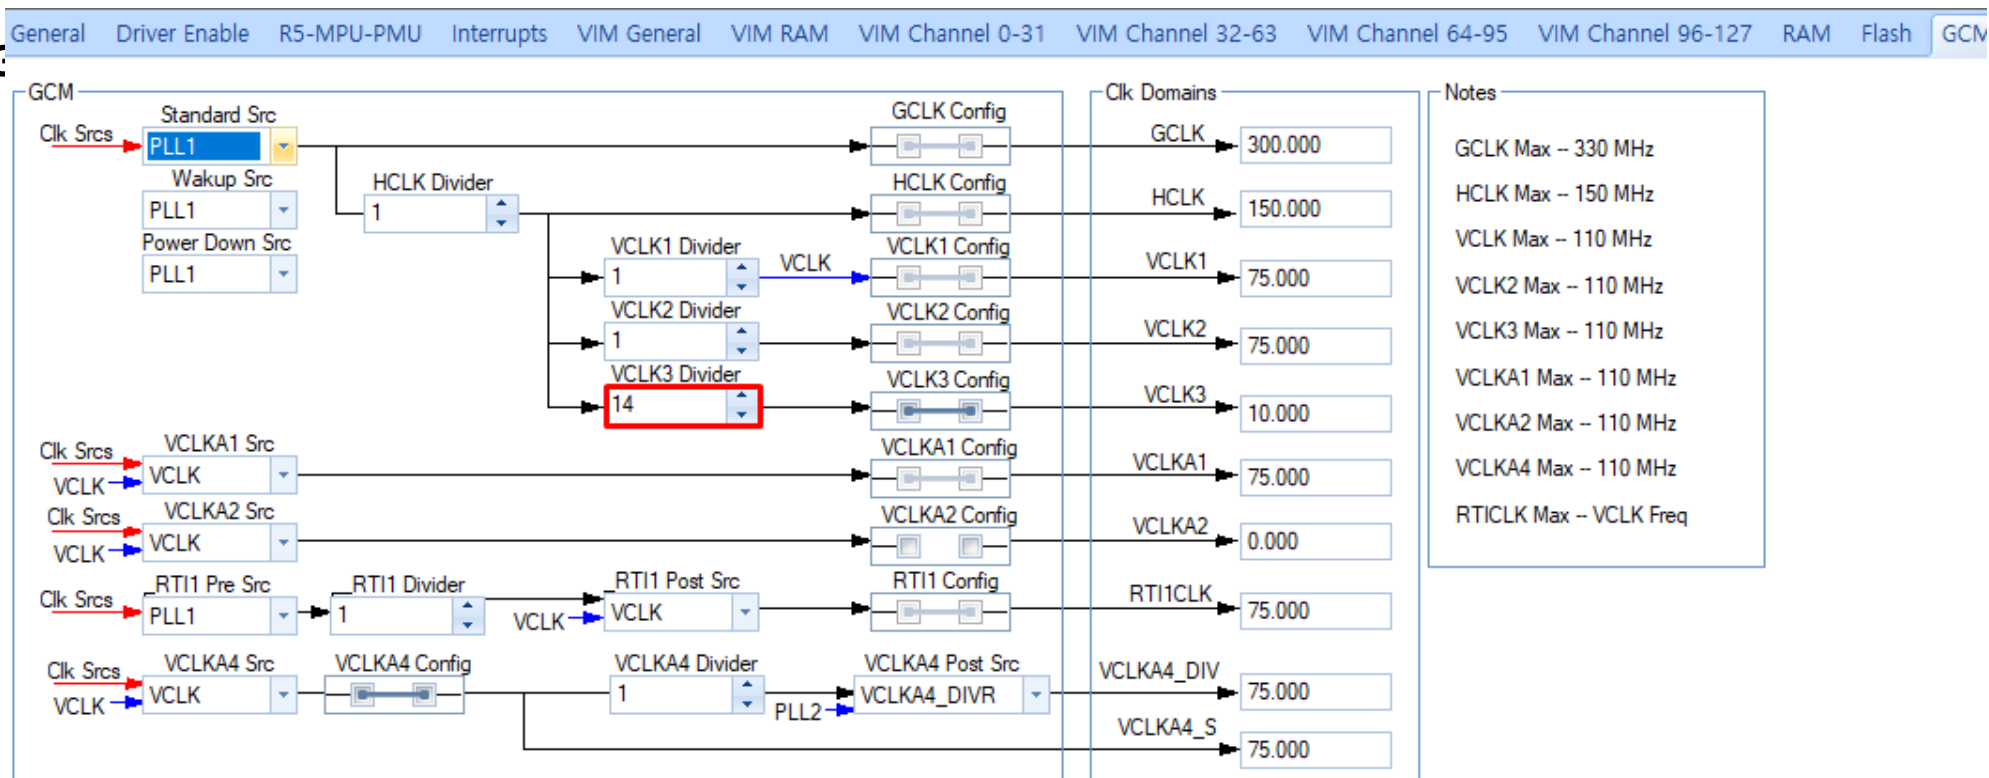 General Driver Enable R5-MPU-PMU Interrupts VIM General VIM RAM VIM Channel 0-31 VIM Channel 32-63 VIM Channel 64-95 VIM Channel 96-127 RAM Flash GCM
GCM
Clk Domains
Notes
Standard Src
GCLK Config
Clk Srcs
PLL1
GCLK
300.000
GCLK Max -- 330 MHz
Wakup Src
HCLK Divider
HCLK Config
PLL1
1
HCLK
150.000
HCLK Max -- 150 MHz
Power Down Src
VCLK1 Divider
VCLK
VCLK1 Config
VCLK Max -- 110 MHz
PLL1
1
VCLK1
75.000
VCLK2 Max -- 110 MHz
VCLK2 Divider
VCLK2 Config
1
VCLK2
75.000
VCLK3 Max -- 110 MHz
VCLK3 Divider
VCLK3 Config
14
VCLK3
10.000
VCLKA1 Max -- 110 MHz
VCLKA2 Max -- 110 MHz
VCLKA1 Src
VCLKA1 Config
Clk Srcs
VCLK
VCLK
VCLKA1
75.000
VCLKA4 Max -- 110 MHz
VCLKA2 Src
VCLKA2 Config
Clk Srcs
VCLK
VCLK
VCLKA2
0.000
RTICLK Max -- VCLK Freq
_RTI1 Pre Src
_RTI1 Divider
_RTI1 Post Src
RTI1 Config
Clk Srcs
PLL1
1
VCLK
VCLK
RTI1CLK
75.000
VCLKA4 Src
VCLKA4 Config
VCLKA4 Divider
VCLKA4 Post Src
Clk Srcs
VCLK
VCLK
1
PLL2
VCLKA4_DIVR
VCLKA4_DIV
75.000
VCLKA4_S
75.000